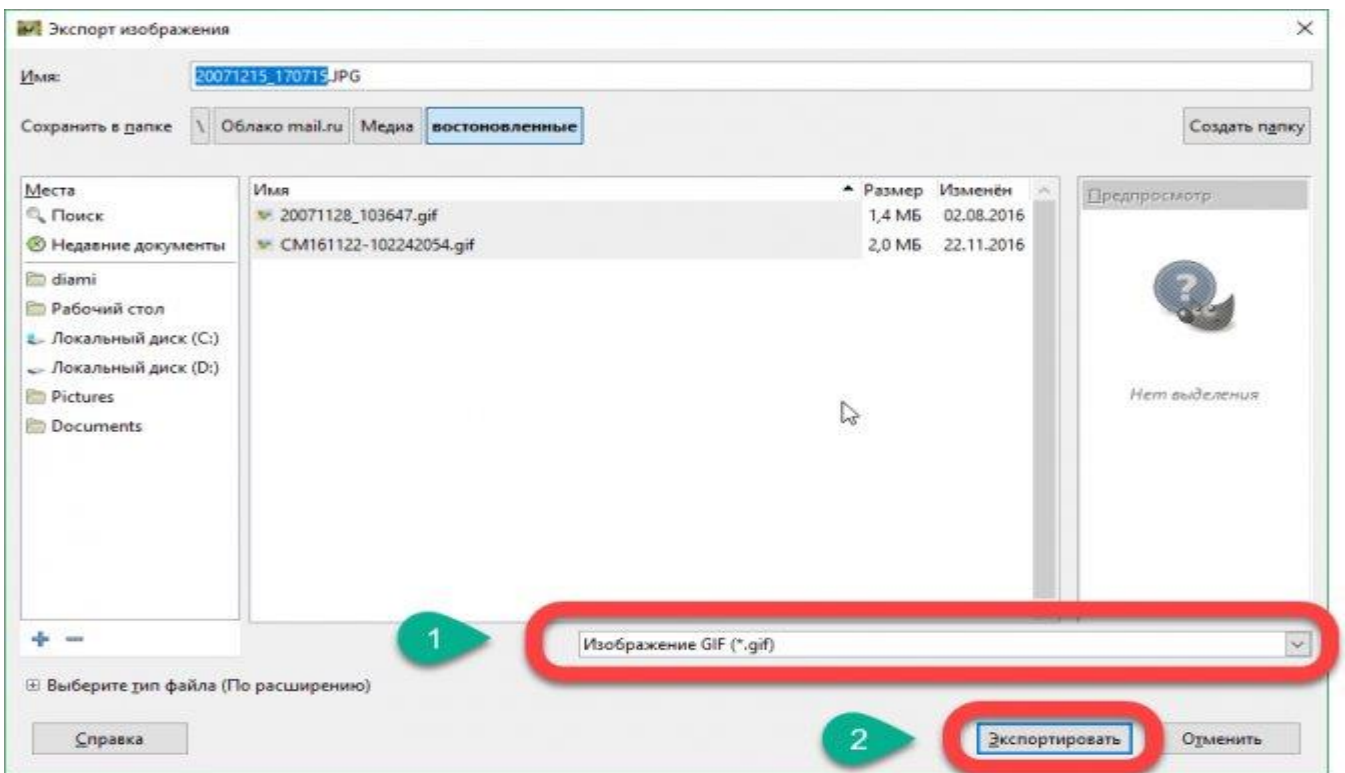 Экспорт изображения
Имя: 20071215_170715.JPG
Сохранить в папке \ Облако mail.ru Медиа востоновленные Создать папку
Места
Поиск
Недавние документы
diami
Рабочий стол
Локальный диск (C:)
Локальный диск (D:)
Pictures
Documents
Имя Размер Изменён
20071128_103647.gif 1,4 МБ 02.08.2016
CM161122-102242054.gif 2,0 МБ 22.11.2016
Предпросмотр
Нет выделения
1 Изображение GIF (*.gif)
Выберите тип файла (По расширению)
Справка 2 Экспортировать Отменить